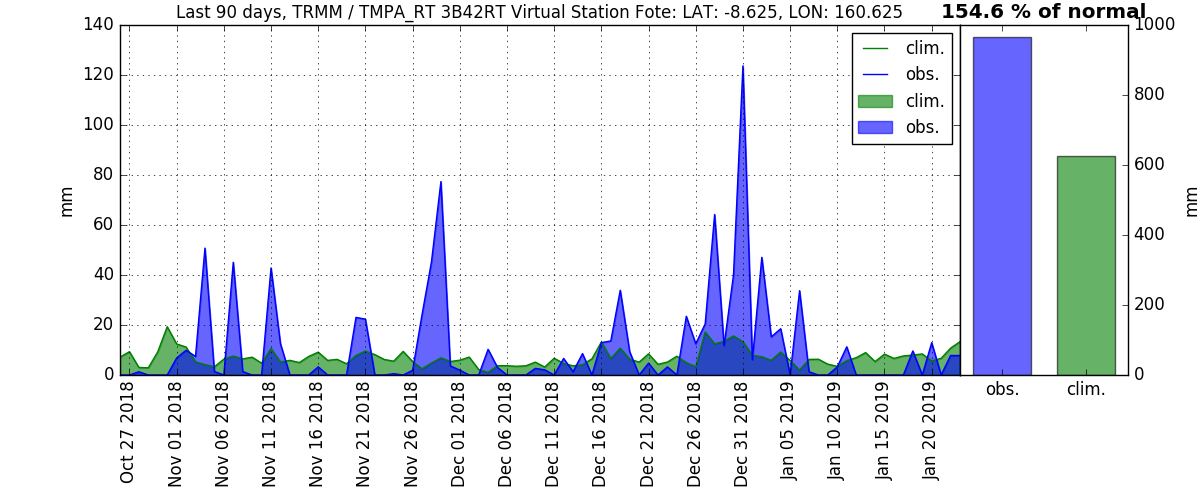 Last 90 days, TRMM / TMPA_RT 3B42RT Virtual Station Fote: LAT: -8.625, LON: 160.625
154.6 % of normal
140
120
100
80
60
40
20
0
mm
clim.
obs.
clim.
obs.
1000
800
600
400
200
0
mm
Oct 27 2018
Nov 01 2018
Nov 06 2018
Nov 11 2018
Nov 16 2018
Nov 21 2018
Nov 26 2018
Dec 01 2018
Dec 06 2018
Dec 11 2018
Dec 16 2018
Dec 21 2018
Dec 26 2018
Dec 31 2018
Jan 05 2019
Jan 10 2019
Jan 15 2019
Jan 20 2019
obs.
clim.